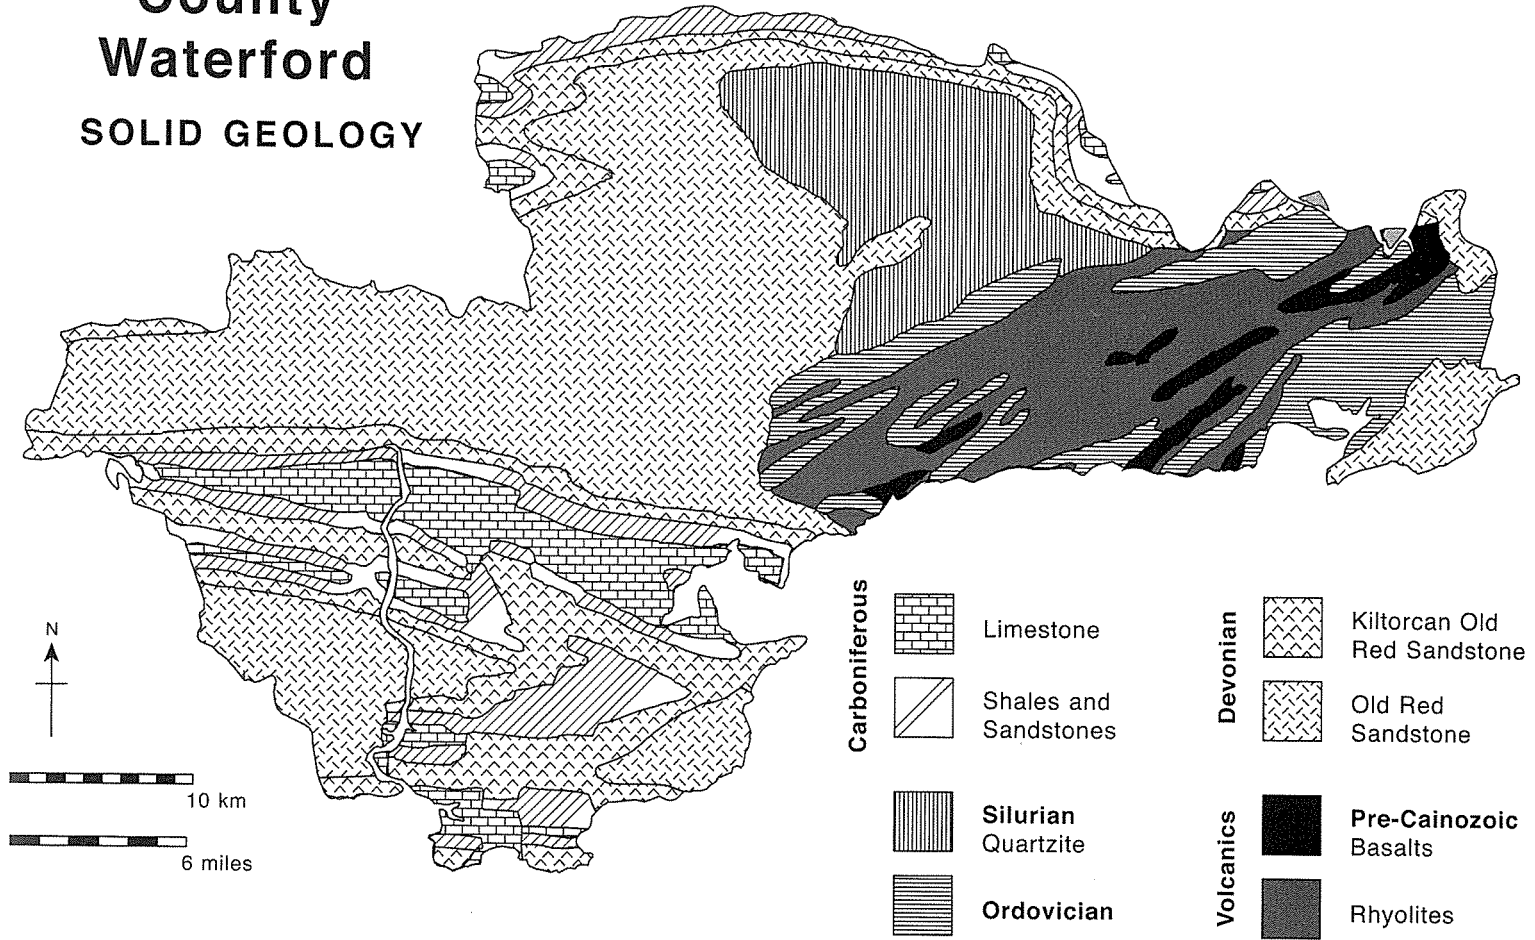 County
Waterford
SOLID GEOLOGY
N
10 km
6 miles
Carboniferous
Limestone
Shales and
Sandstones
Silurian
Quartzite
Ordovician
Devonian
Kiltorcan Old
Red Sandstone
Old Red
Sandstone
Volcanics
Pre-Cainozoic
Basalts
Rhyolites